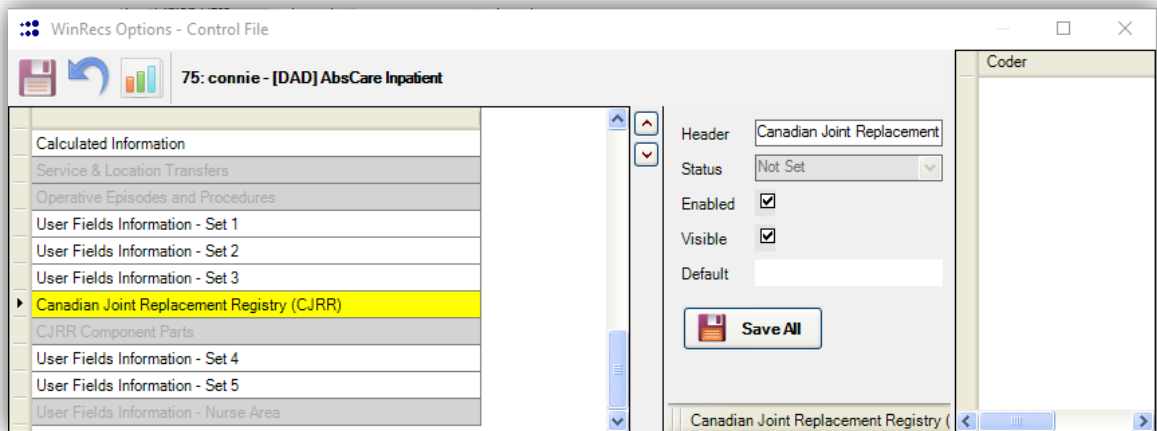 WinRecs Options - Control File
75: connie - [DAD] AbsCare Inpatient
Calculated Information
Service & Location Transfers
Operative Episodes and Procedures
User Fields Information - Set 1
User Fields Information - Set 2
User Fields Information - Set 3
Canadian Joint Replacement Registry (CJRR)
CJRR Component Parts
User Fields Information - Set 4
User Fields Information - Set 5
User Fields Information - Nurse Area
Header Canadian Joint Replacement
Status Not Set
Enabled
Visible
Default
Save All
Canadian Joint Replacement Registry (
Coder